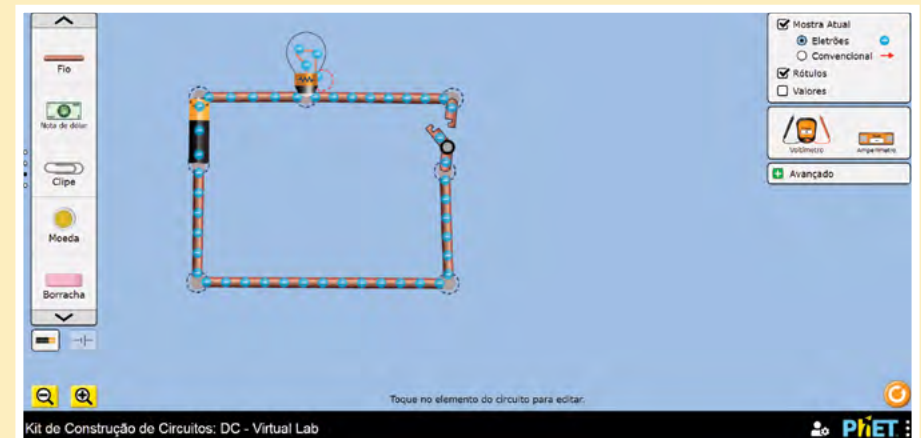 Fio
Nota de dólar
Clipe
Moeda
Borracha
Mostra Atual
Eletrões
Convencional
Rótulos
Valores
Voltímetro
Amperímetro
Avançado
Toque no elemento do circuito para editar.
Kit de Construção de Circuitos: DC - Virtual Lab
PhET